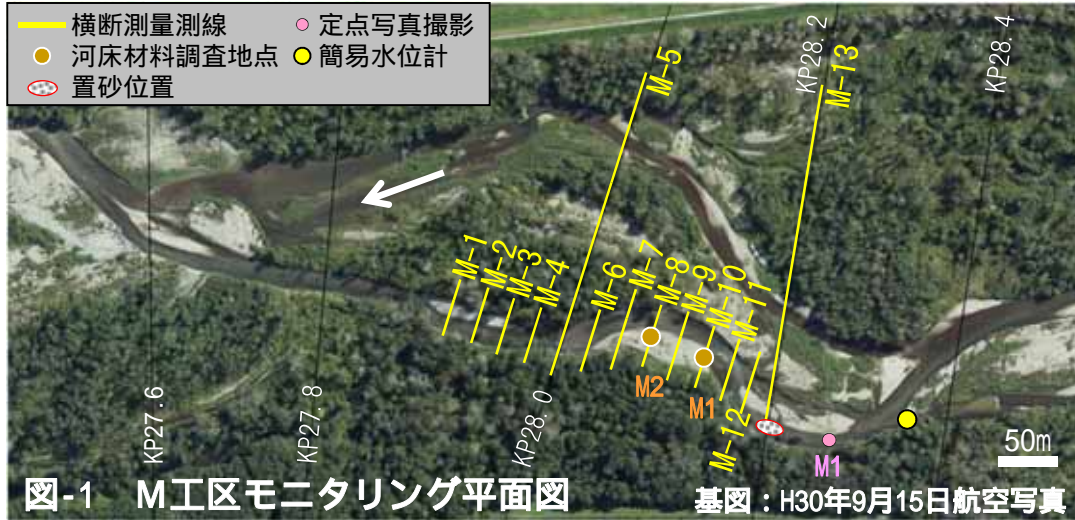 横断測量測線
定点写真撮影
河床材料調査地点
簡易水位計
置砂位置
KP28.2
KP28.4
M-5
M-13
M-1
M-2
M-3
M-4
M-6
M-7
M-8
M-9
M-10
M-11
M-12
M2
M1
M1
KP27.6
KP27.8
KP28.0
50m
図-1 M工区モニタリング平面図
基図：H30年9月15日航空写真